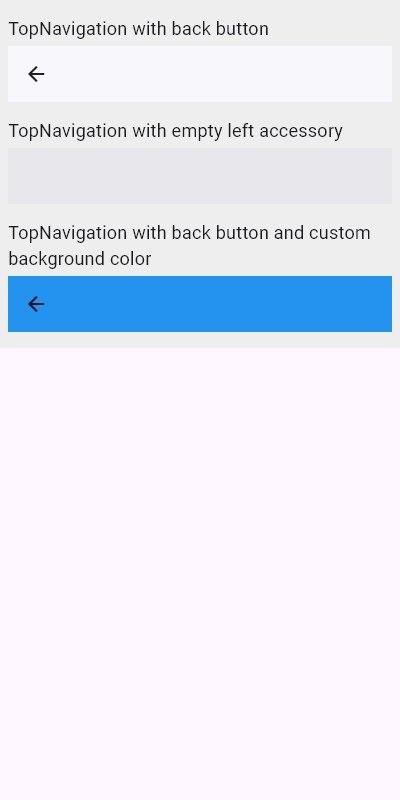 TopNavigation with back button
TopNavigation with empty left accessory
TopNavigation with back button and custom
background color